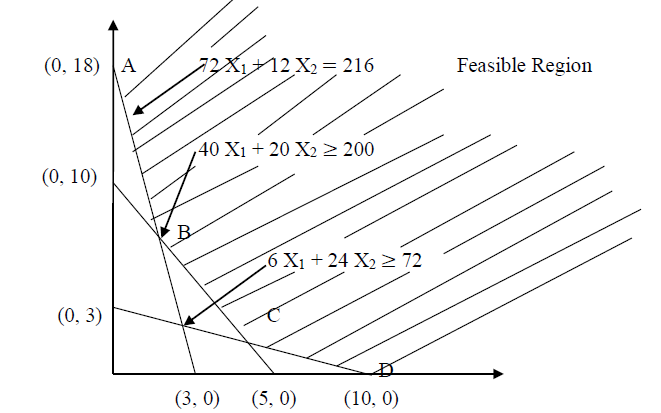 (0, 18) A 72 X₁ + 12 X₂ = 216 Feasible Region
40 X₁ + 20 X₂ ≥ 200
(0, 10)
B
6 X₁ + 24 X₂ ≥ 72
(0, 3) C
D
(3, 0) (5, 0) (10, 0)